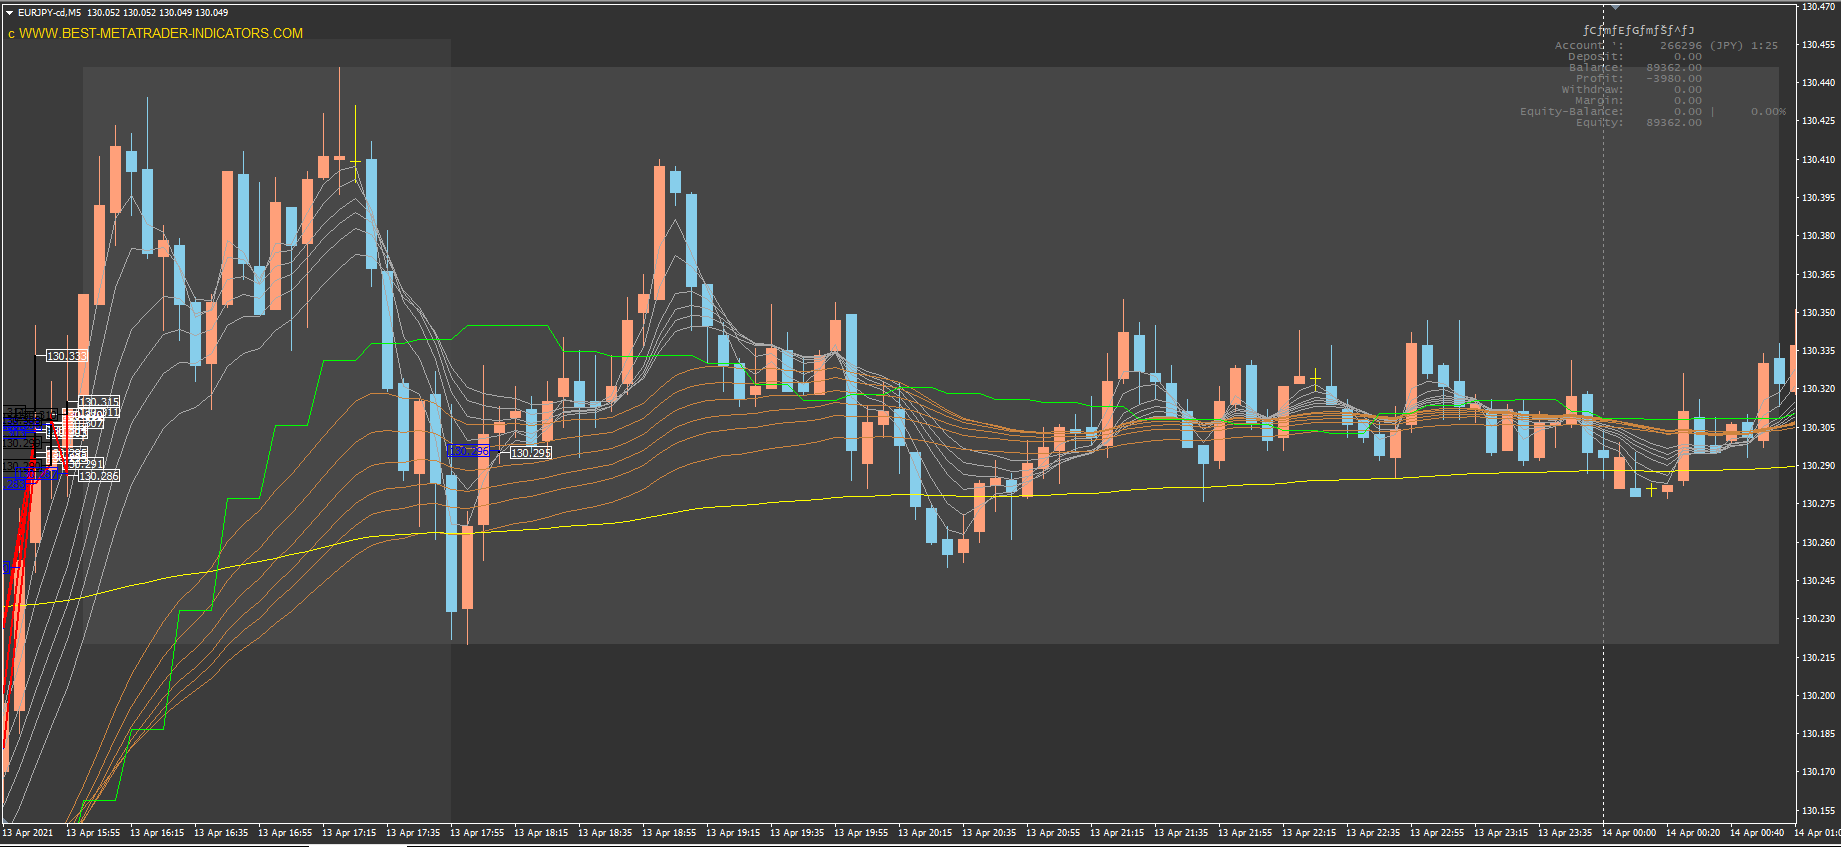 EURJPY-cd,M5 130.052 130.052 130.049 130.049
c WWW.BEST-METATRADER-INDICATORS.COM
ƒCƒmƒEƒGƒmƒŠƒ^ƒJ
Account ': 266296 (JPY) 1:25
Deposit: 0.00
Balance: 89362.00
Profit: -3980.00
Withdraw: 0.00
Margin: 0.00
Equity-Balance: 0.00 | 0.00%
Equity: 89362.00
130.333
130.315
130.291
130.286
130.290
130.296
130.295
130.470
130.455
130.440
130.425
130.410
130.395
130.380
130.365
130.350
130.335
130.320
130.305
130.290
130.275
130.260
130.245
130.230
130.215
130.200
130.185
130.170
130.155
13 Apr 2021 13 Apr 15:55 13 Apr 16:15 13 Apr 16:35 13 Apr 16:55 13 Apr 17:15 13 Apr 17:35 13 Apr 17:55 13 Apr 18:15 13 Apr 18:35 13 Apr 18:55 13 Apr 19:15 13 Apr 19:35 13 Apr 19:55 13 Apr 20:15 13 Apr 20:35 13 Apr 20:55 13 Apr 21:15 13 Apr 21:35 13 Apr 21:55 13 Apr 22:15 13 Apr 22:35 13 Apr 22:55 13 Apr 23:15 13 Apr 23:35 14 Apr 00:00 14 Apr 00:20 14 Apr 00:40 14 Apr 01:0